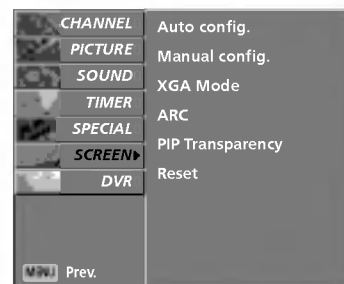 CHANNEL
PICTURE
SOUND
TIMER
SPECIAL
SCREEN
DVR
MENU Prev.
Auto config.
Manual config.
XGA Mode
ARC
PIP Transparency
Reset